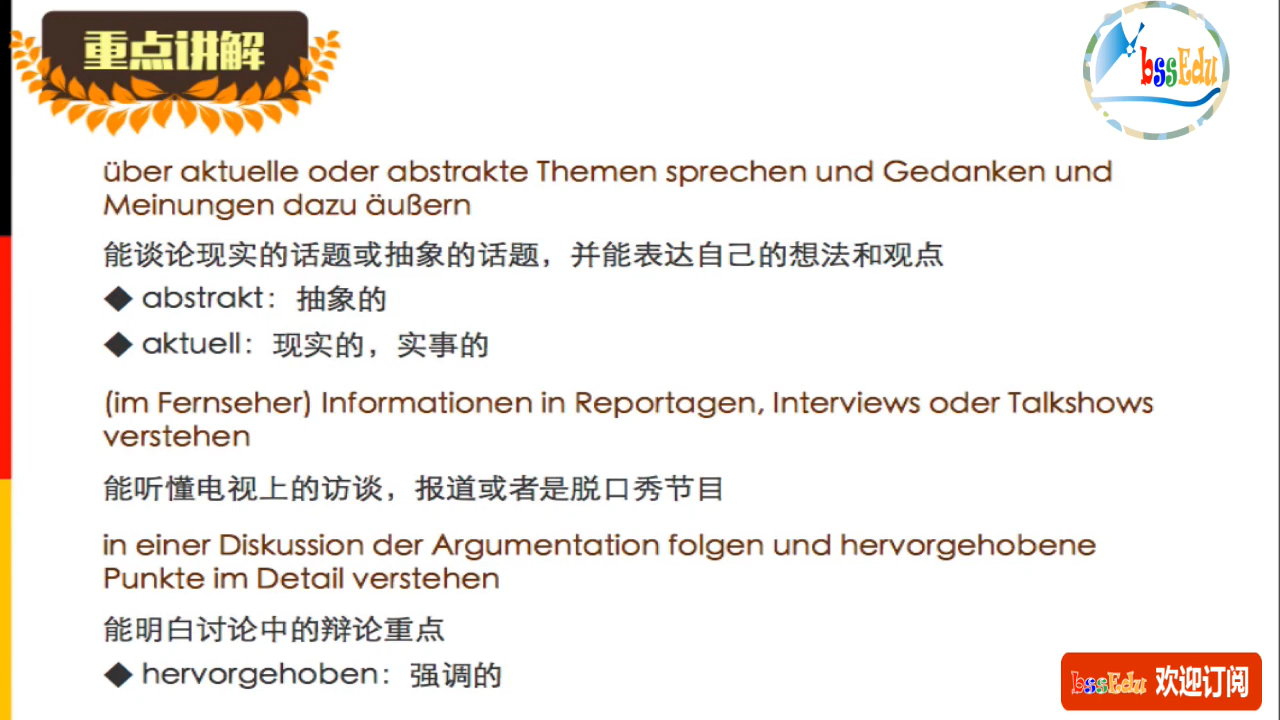 重点讲解
bssEdu
über aktuelle oder abstrakte Themen sprechen und Gedanken und
Meinungen dazu äußern
能谈论现实的话题或抽象的话题，并能表达自己的想法和观点
◆ abstrakt：抽象的
◆ aktuell：现实的，实事的
(im Fernseher) Informationen in Reportagen, Interviews oder Talkshows
verstehen
能听懂电视上的访谈，报道或者是脱口秀节目
in einer Diskussion der Argumentation folgen und hervorgehobene
Punkte im Detail verstehen
能明白讨论中的辩论重点
◆ hervorgehoben：强调的
bssEdu 欢迎订阅